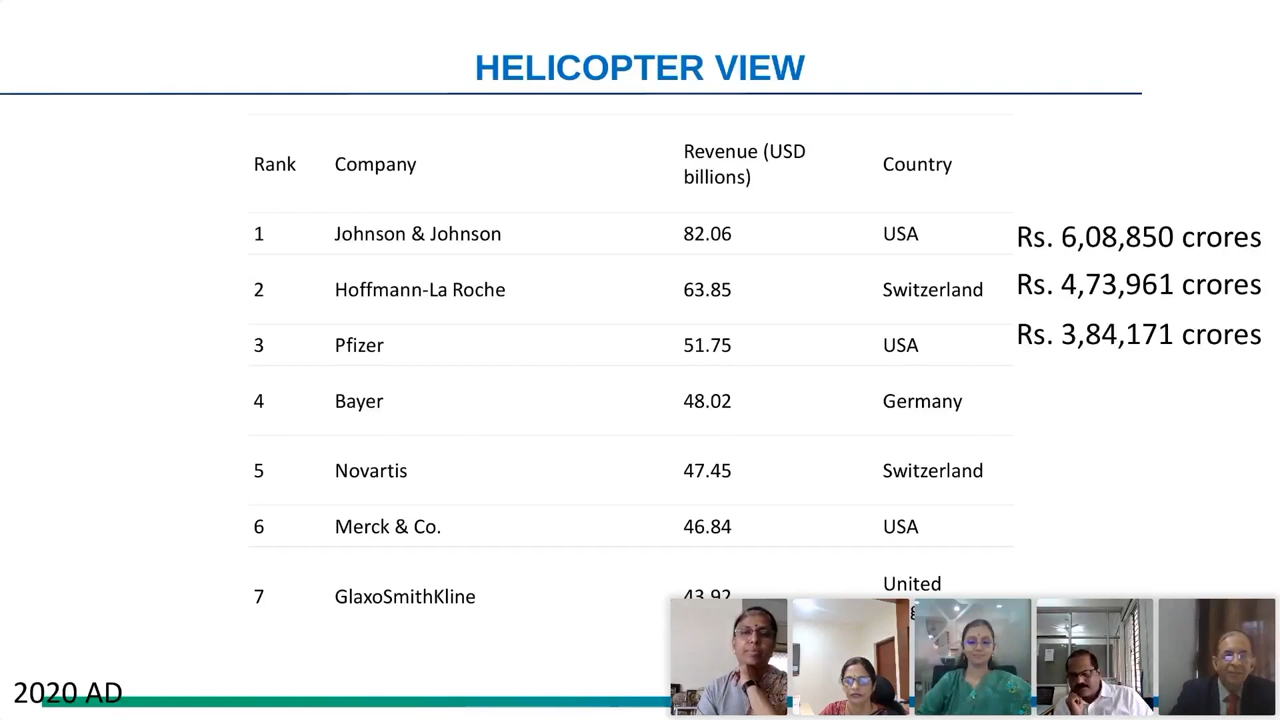 HELICOPTER VIEW
Rank Company Revenue (USD billions) Country
1 Johnson & Johnson 82.06 USA Rs. 6,08,850 crores
2 Hoffmann-La Roche 63.85 Switzerland Rs. 4,73,961 crores
3 Pfizer 51.75 USA Rs. 3,84,171 crores
4 Bayer 48.02 Germany
5 Novartis 47.45 Switzerland
6 Merck & Co. 46.84 USA
7 GlaxoSmithKline 43.92 United
2020 AD